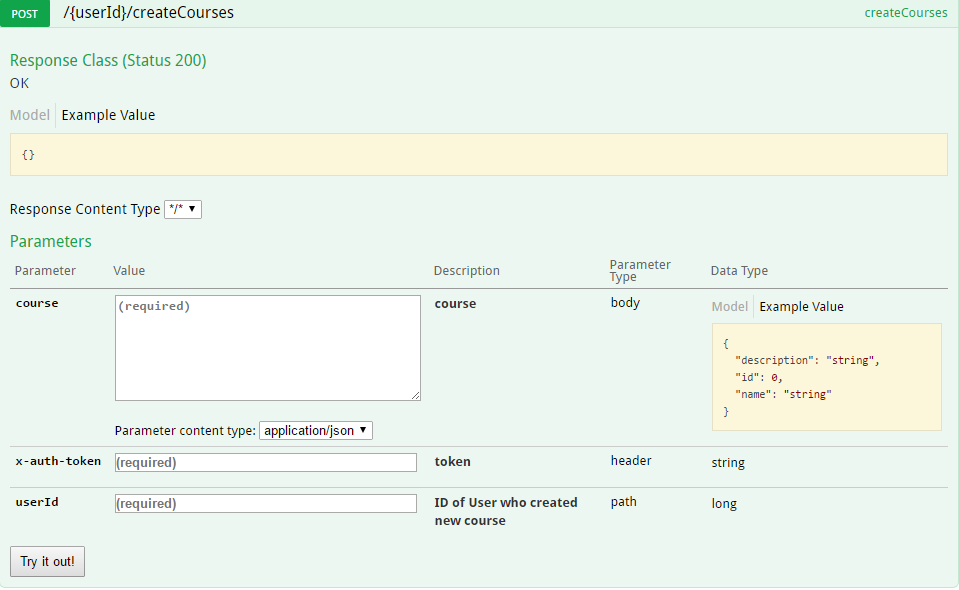 POST /{userId}/createCourses createCourses
Response Class (Status 200)
OK
Model Example Value
{}
Response Content Type */*
Parameters
Parameter Value Description Parameter Type Data Type
course (required) course body Model Example Value
{
"description": "string",
"id": 0,
"name": "string"
}
Parameter content type: application/json
x-auth-token (required) token header string
userId (required) ID of User who created path long
new course
Try it out!